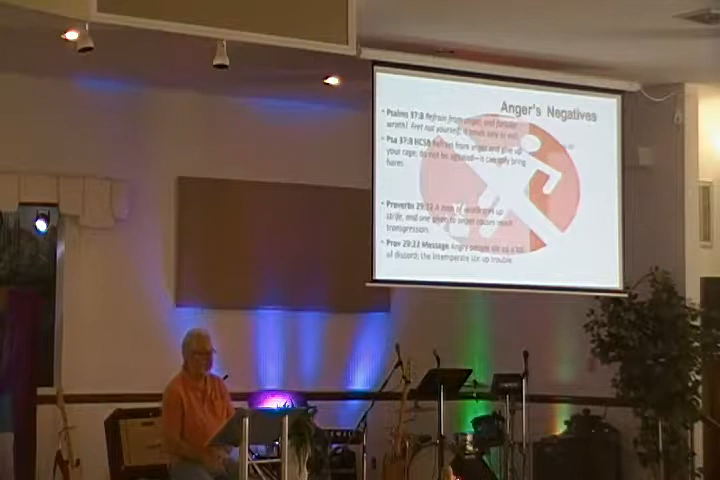 Anger's Negatives
• Psalms 37:8 Refrain from anger, and forsake
wrath! Fret not yourself; it tends only to evil.
• Psa 37:8 HCSB Refrain from anger and give up
your rage; do not be agitated—it can only bring
harm.
• Proverbs 29:22 A man of wrath stirs up
strife, and one given to anger causes much
transgression.
• Prov 29:22 Message Angry people stir up a lot
of discord; the intemperate stir up trouble